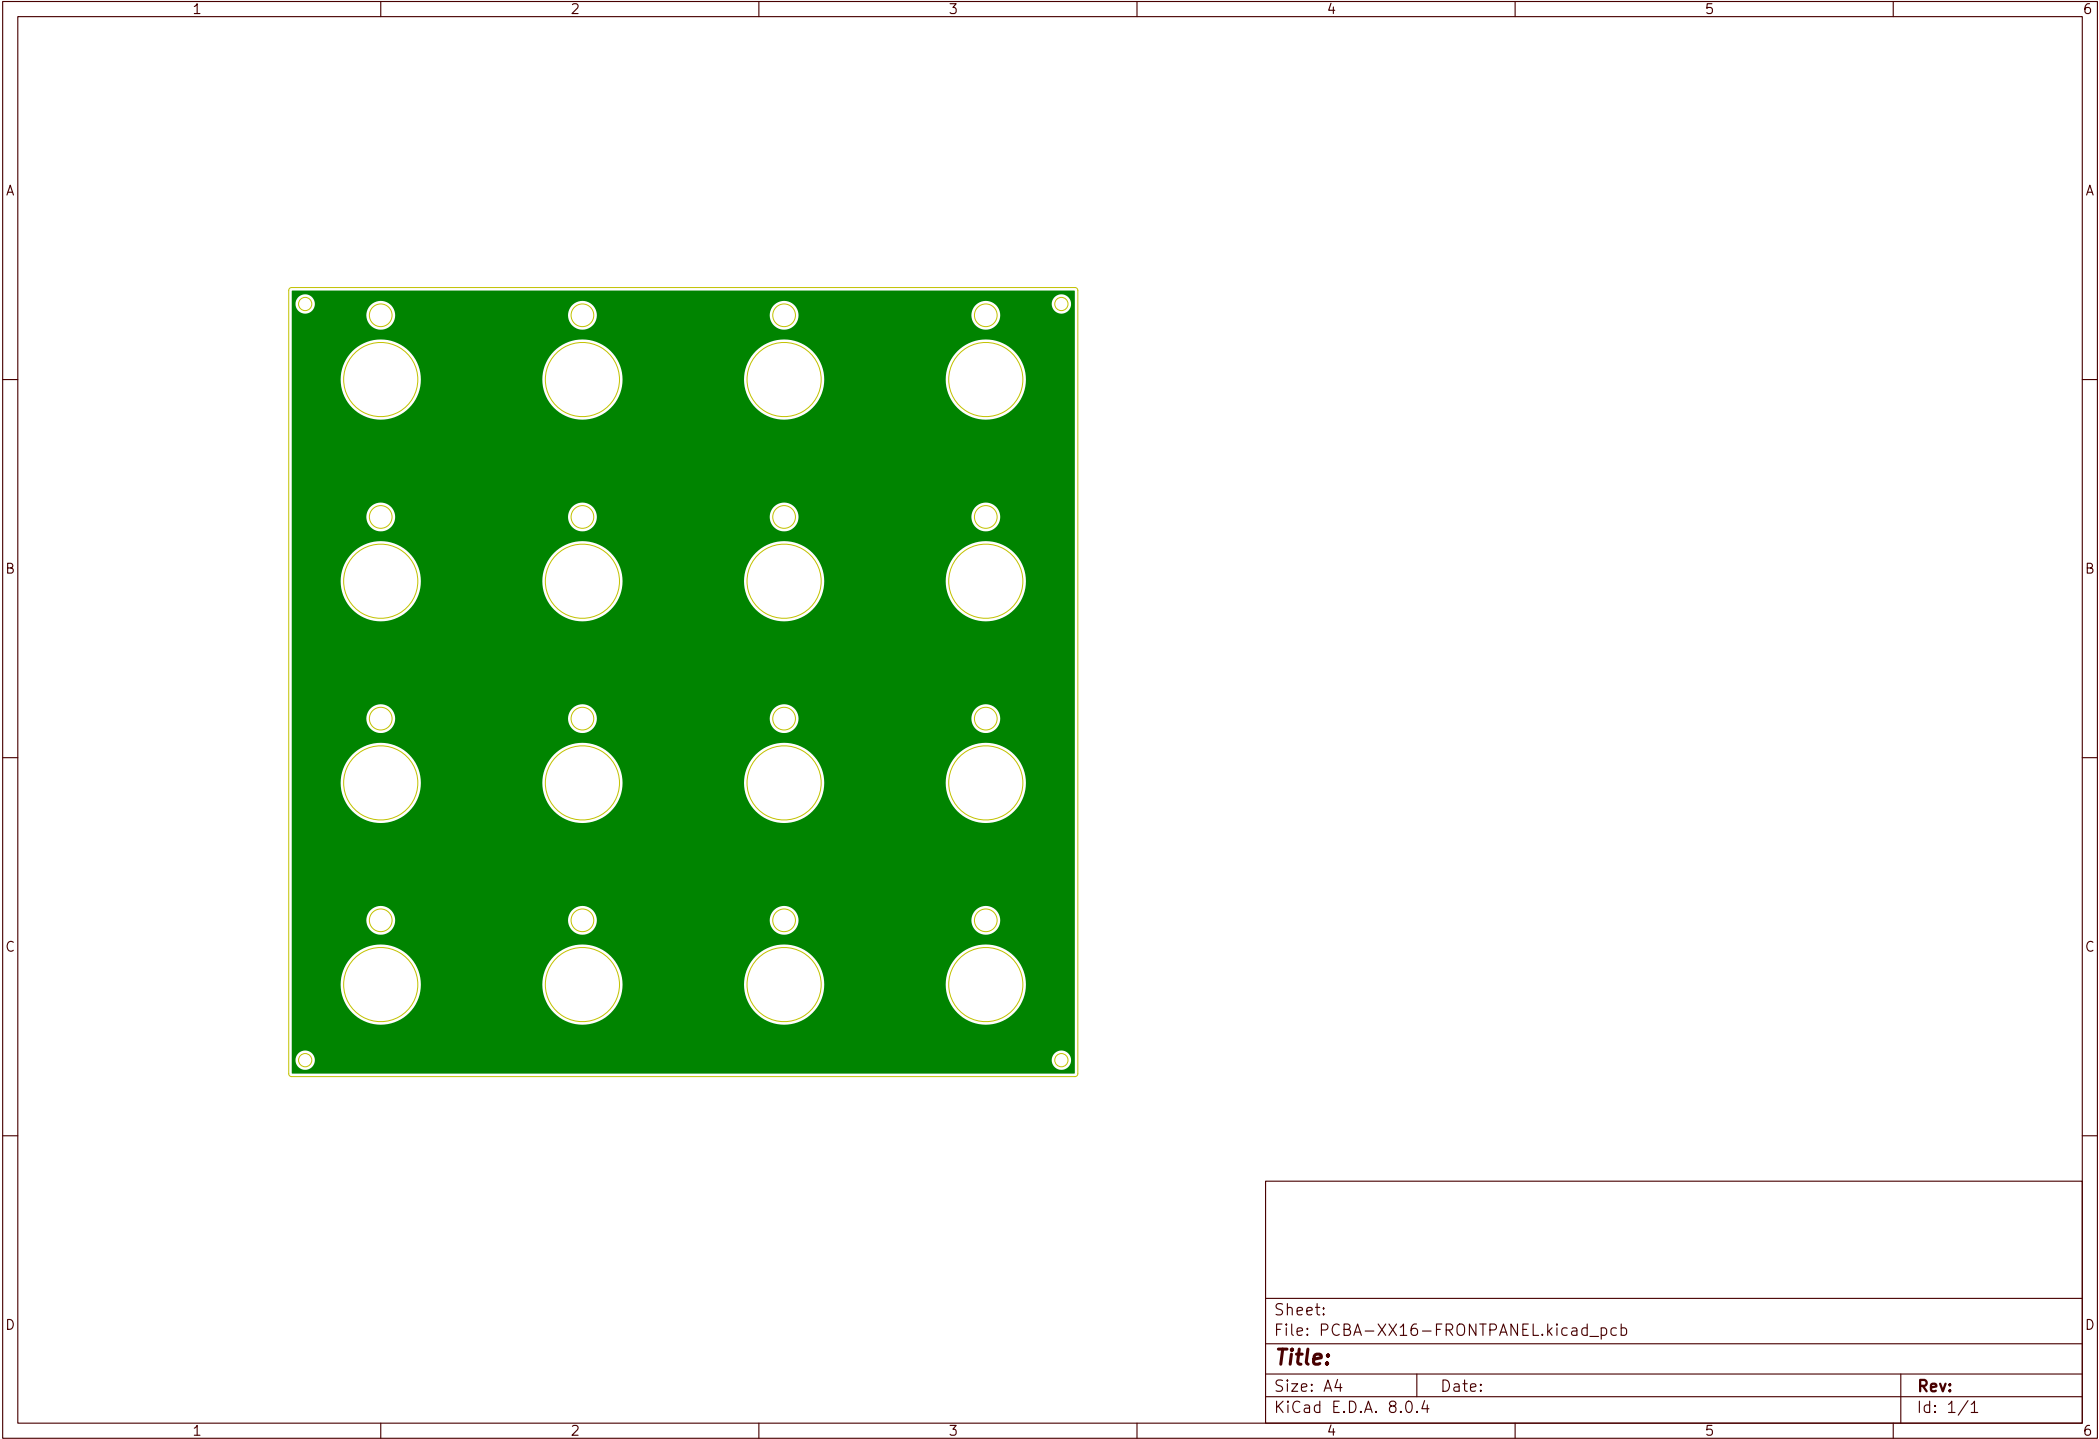 1 2 3 4 5 6
A A
B B
C C
Sheet:
File: PCBA-XX16-FRONTPANEL.kicad_pcb
D D
Title:
Size: A4 Date: Rev:
KiCad E.D.A. 8.0.4 Id: 1/1
1 2 3 4 5 6